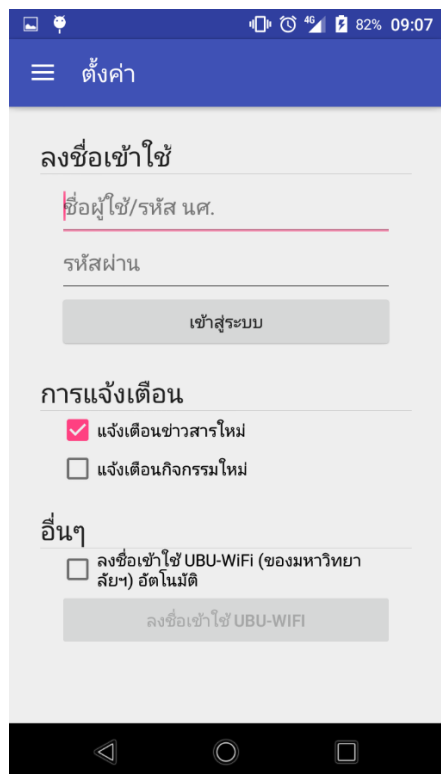 4G 82% 09:07
ตั้งค่า
ลงชื่อเข้าใช้
ชื่อผู้ใช้/รหัส นศ.
รหัสผ่าน
เข้าสู่ระบบ
การแจ้งเตือน
แจ้งเตือนข่าวสารใหม่
แจ้งเตือนกิจกรรมใหม่
อื่นๆ
ลงชื่อเข้าใช้ UBU-WiFi (ของมหาวิทยา
ลัยฯ) อัตโนมัติ
ลงชื่อเข้าใช้ UBU-WIFI